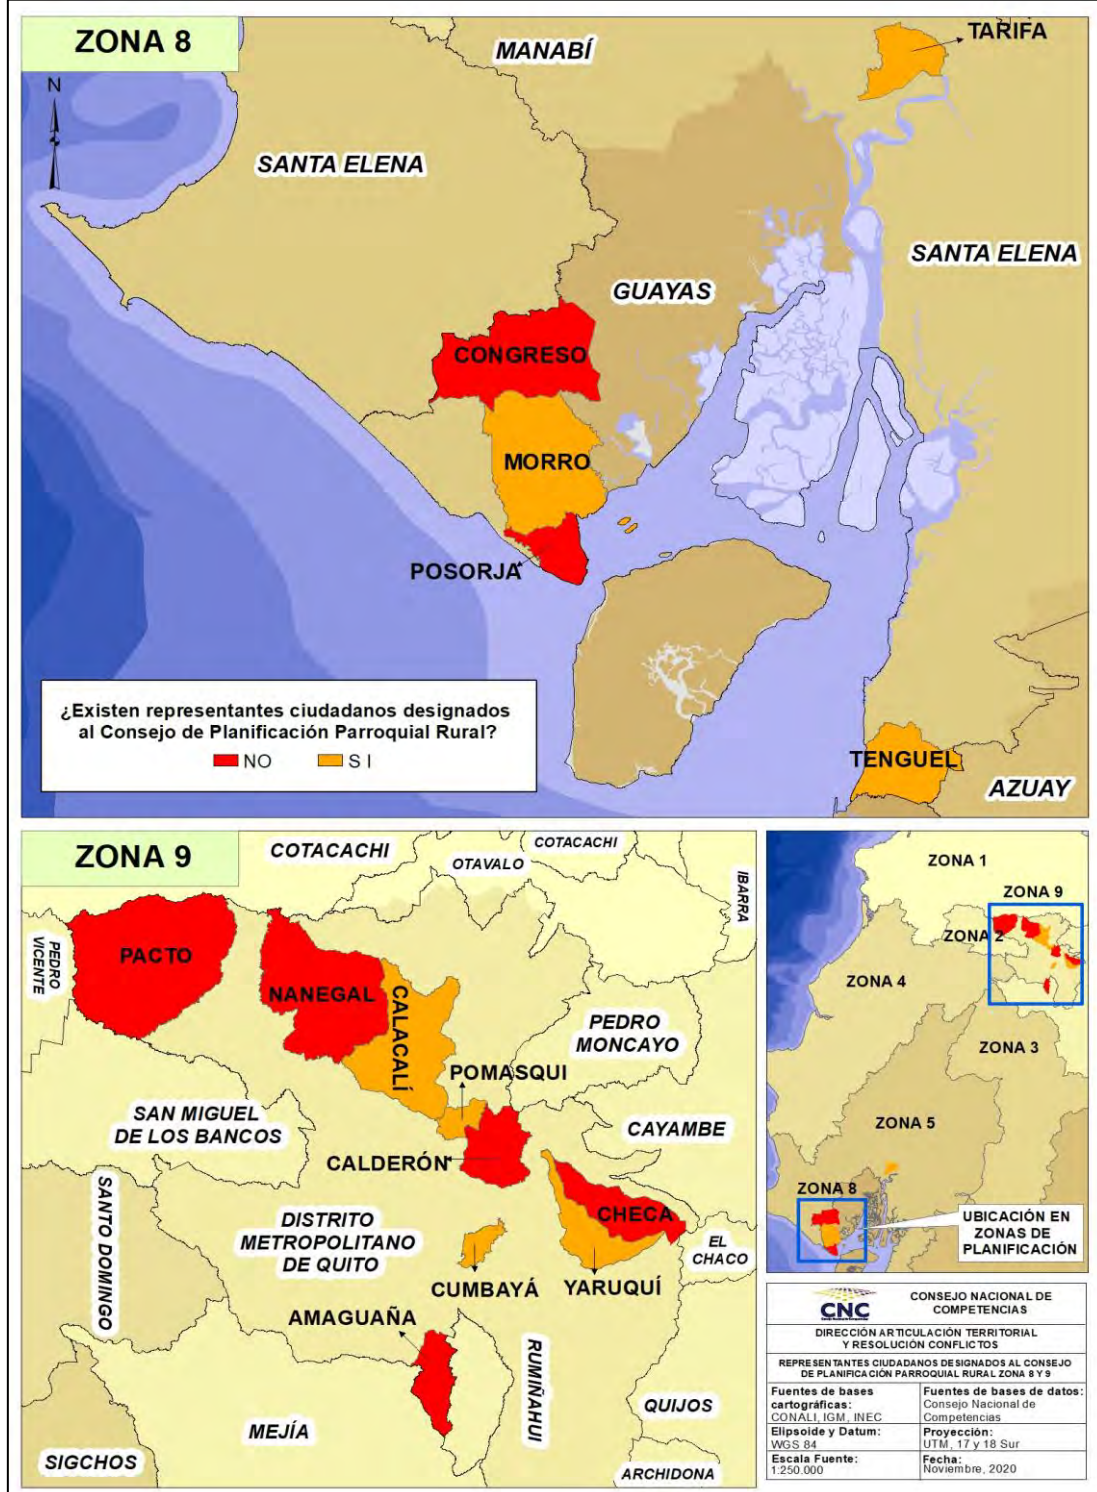 ZONA 8
MANABÍ
TARIFA
N
SANTA ELENA
SANTA ELENA
GUAYAS
CONGRESO
MORRO
POSORJA
¿Existen representantes ciudadanos designados
al Consejo de Planificación Parroquial Rural?
NO
SI
TENGUEL
AZUAY
ZONA 9
COTACACHI
COTACACHI
OTAVALO
IBARRA
PEDRO
VICENTE
PACTO
NANEGAL
CALACALÍ
PEDRO
MONCAYO
POMASQUI
SAN MIGUEL
DE LOS BANCOS
CAYAMBE
CALDERÓN
SANTO DOMINGO
DISTRITO
METROPOLITANO
DE QUITO
CHECA
EL
CHACO
CUMBAYÁ
YARUQUÍ
AMAGUAÑA
RUMIÑAHUI
QUIJOS
MEJÍA
SIGCHOS
ARCHIDONA
ZONA 1
ZONA 9
ZONA 2
ZONA 4
ZONA 3
ZONA 5
ZONA 8
UBICACIÓN EN
ZONAS DE
PLANIFICACIÓN
CNC
CONSEJO NACIONAL DE
COMPETENCIAS
DIRECCIÓN ARTICULACIÓN TERRITORIAL
Y RESOLUCIÓN CONFLICTOS
REPRESENTANTES CIUDADANOS DESIGNADOS AL CONSEJO
DE PLANIFICACIÓN PARROQUIAL RURAL ZONA 8 Y 9
Fuentes de bases
cartográficas:
CONALI, IGM, INEC
Fuentes de bases de datos:
Consejo Nacional de
Competencias
Elipsoide y Datum:
WGS 84
Proyección:
UTM, 17 y 18 Sur
Escala Fuente:
1:250.000
Fecha:
Noviembre, 2020